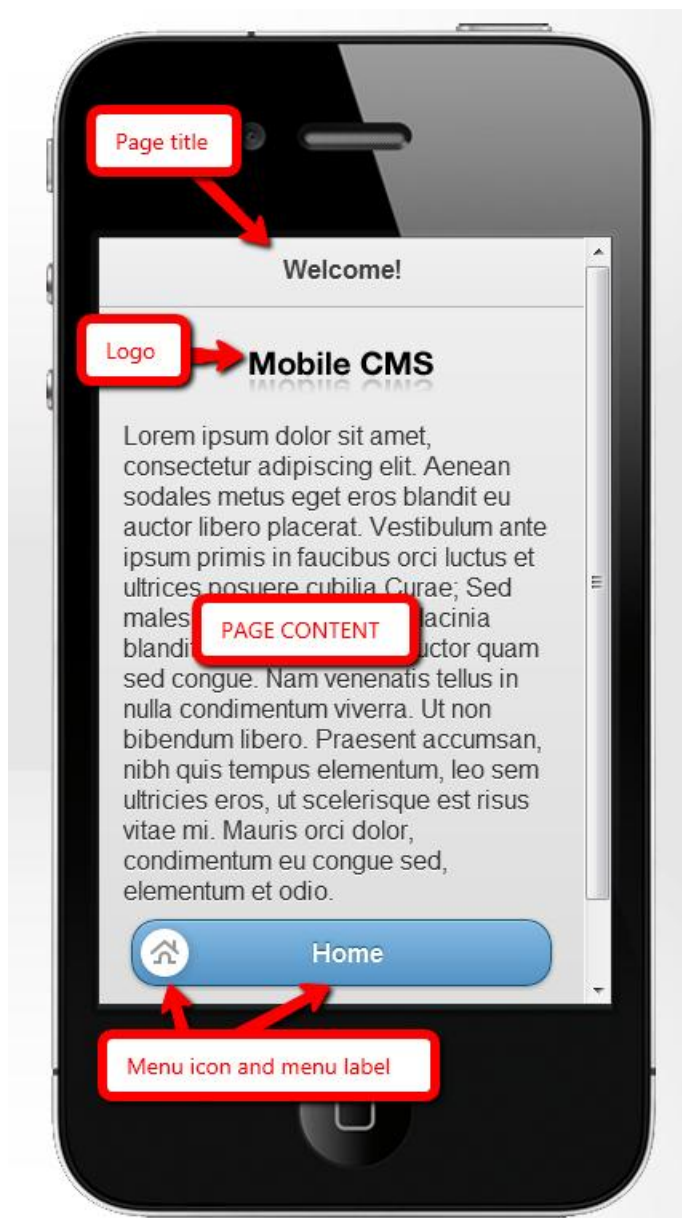 Page title
Welcome!
Logo
Mobile CMS
Lorem ipsum dolor sit amet,
consectetur adipiscing elit. Aenean
sodales metus eget eros blandit eu
auctor libero placerat. Vestibulum ante
ipsum primis in faucibus orci luctus et
ultrices posuere cubilia Curae; Sed
males acinia
PAGE CONTENT
blandit uctor quam
sed congue. Nam venenatis tellus in
nulla condimentum viverra. Ut non
bibendum libero. Praesent accumsan,
nibh quis tempus elementum, leo sem
ultricies eros, ut scelerisque est risus
vitae mi. Mauris orci dolor,
condimentum eu congue sed,
elementum et odio.
Home
Menu icon and menu label